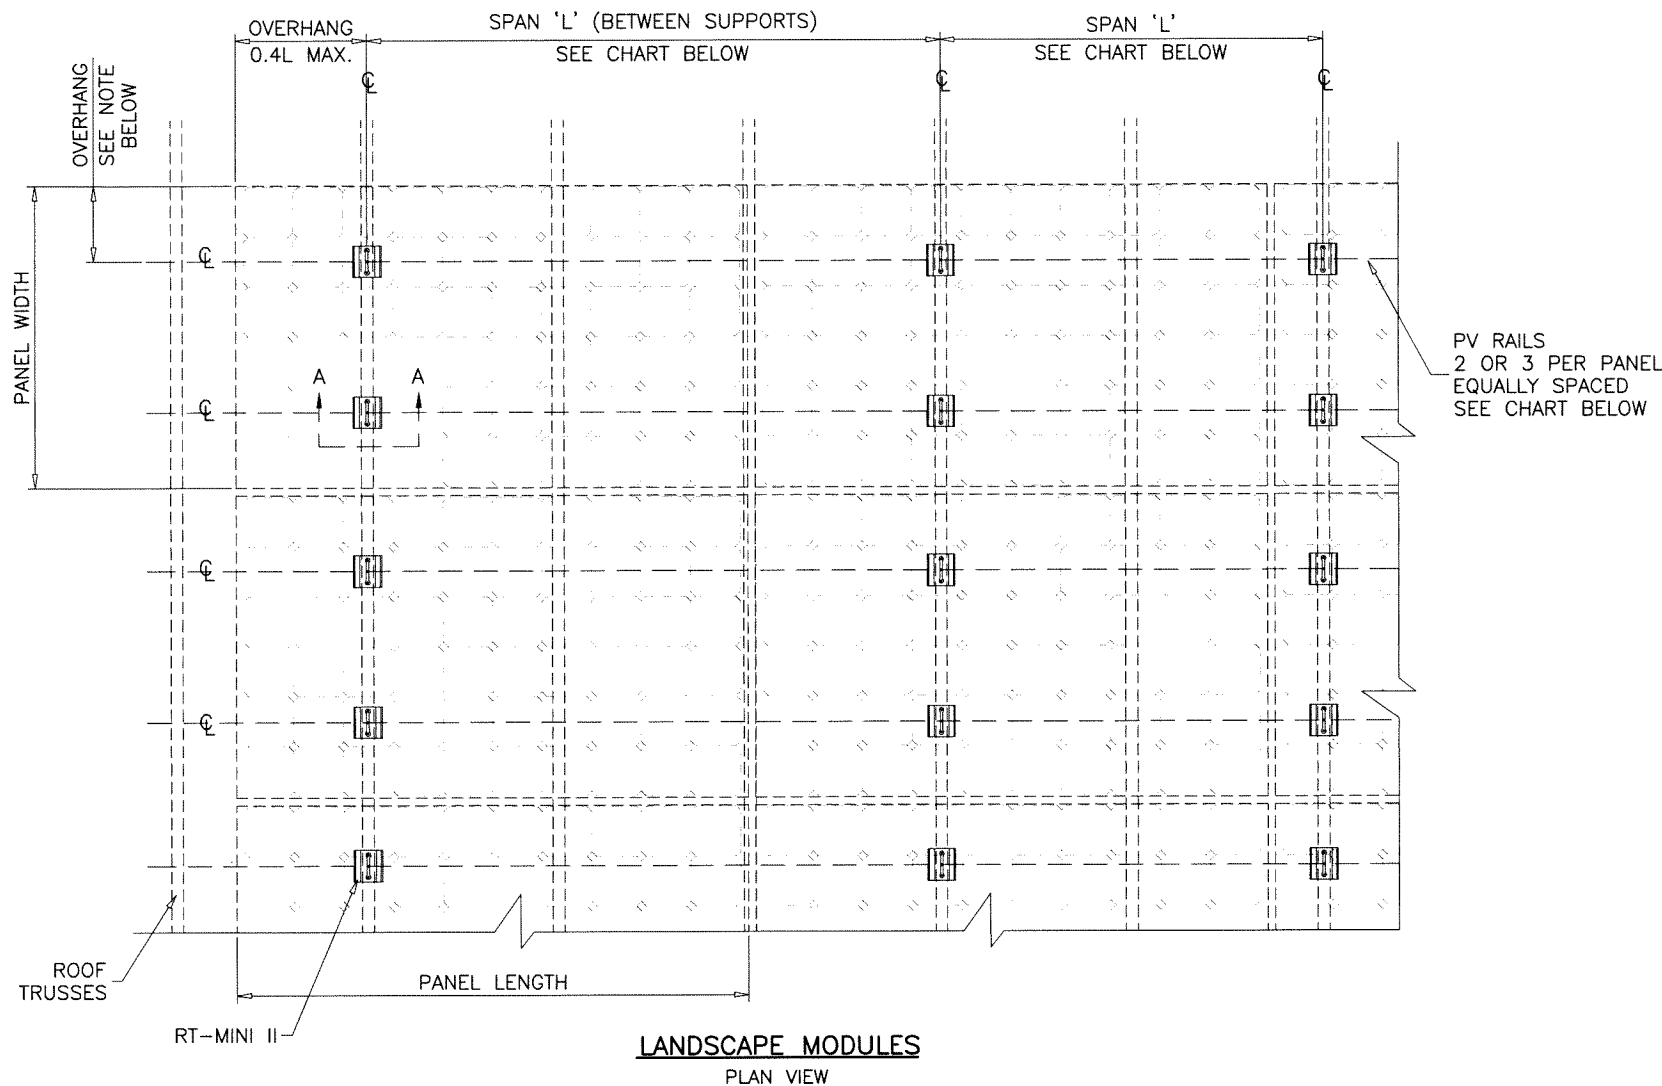 OVERHANG
0.4L MAX.
SPAN 'L' (BETWEEN SUPPORTS)
SEE CHART BELOW
SPAN 'L'
SEE CHART BELOW
OVERHANG
SEE NOTE
BELOW
℄
℄
℄
PANEL WIDTH
℄
℄
℄
℄
A
A
PV RAILS
2 OR 3 PER PANEL
EQUALLY SPACED
SEE CHART BELOW
ROOF
TRUSSES
RT-MINI II
PANEL LENGTH
LANDSCAPE MODULES
PLAN VIEW